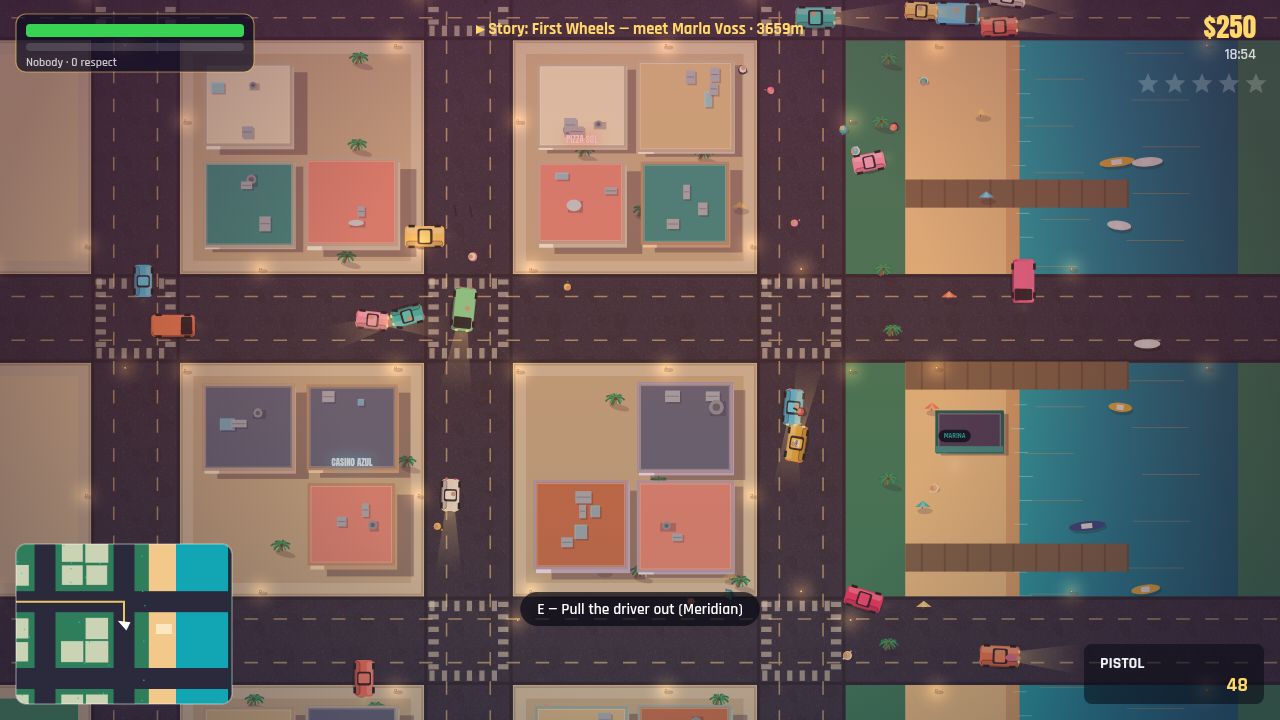 ▸ Story: First Wheels — meet Marla Voss · 3659m
$250
18:54
Nobody · 0 respect
PIZZA SOL
CASINO AZUL
MARINA
E — Pull the driver out (Meridian)
PISTOL
48